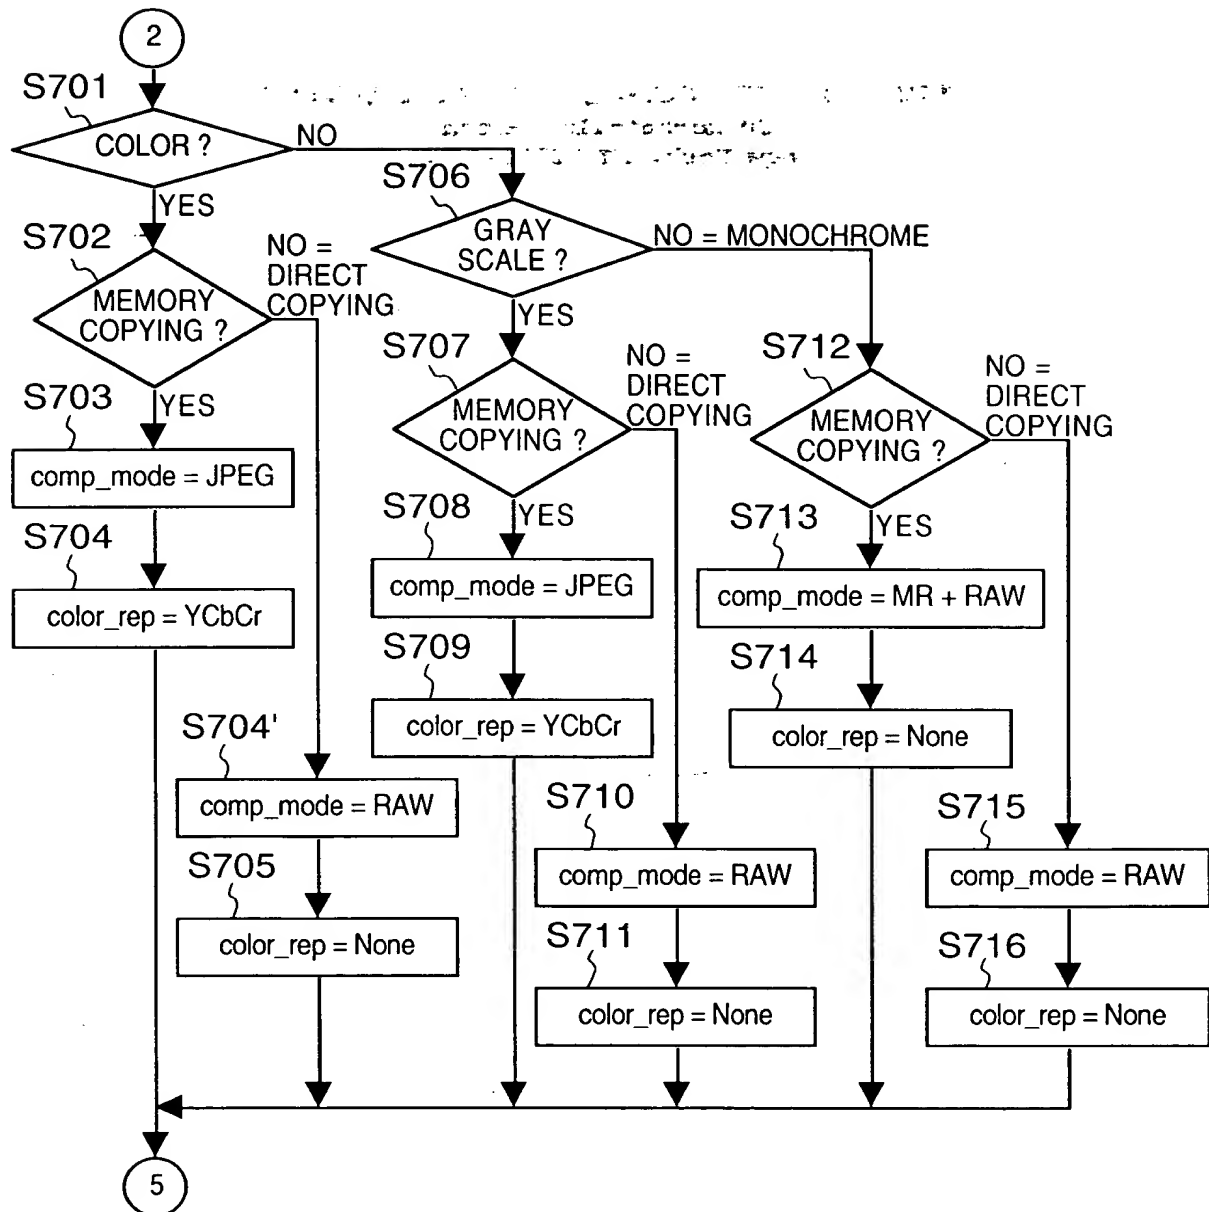 2
S701
COLOR ?
NO
YES
S702
MEMORY
COPYING ?
NO =
DIRECT
COPYING
YES
S703
comp_mode = JPEG
S704
color_rep = YCbCr
S704'
comp_mode = RAW
S705
color_rep = None
S706
GRAY
SCALE ?
NO = MONOCHROME
YES
S707
MEMORY
COPYING ?
NO =
DIRECT
COPYING
YES
S708
comp_mode = JPEG
S709
color_rep = YCbCr
S710
comp_mode = RAW
S711
color_rep = None
S712
MEMORY
COPYING ?
NO =
DIRECT
COPYING
YES
S713
comp_mode = MR + RAW
S714
color_rep = None
S715
comp_mode = RAW
S716
color_rep = None
5